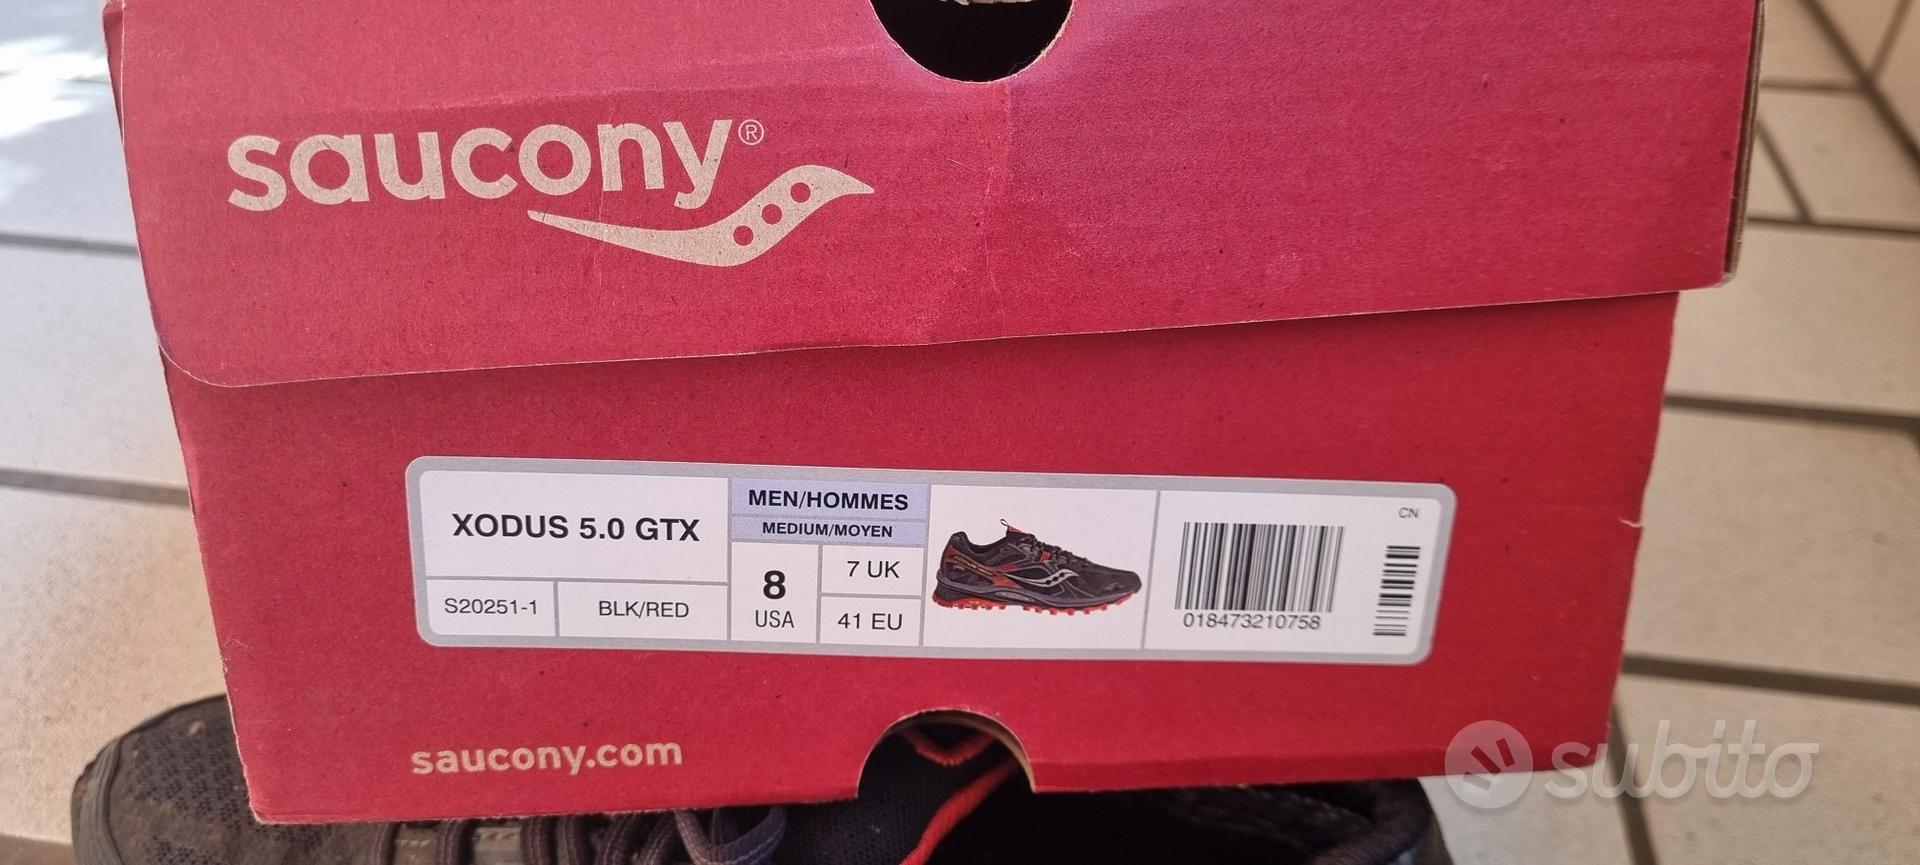 saucony®
XODUS 5.0 GTX
S20251-1
BLK/RED
MEN/HOMMES
MEDIUM/MOYEN
8
USA
7 UK
41 EU
CN
018473210758
saucony.com
subito